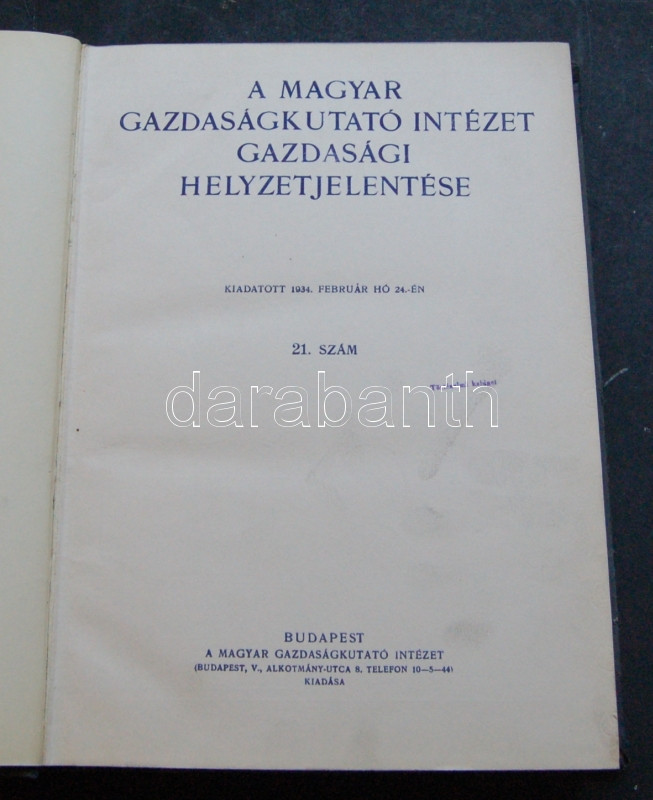 A MAGYAR
GAZDASÁGKUTATÓ INTÉZET
GAZDASÁGI
HELYZETJELENTÉSE
KIADATOTT 1934. FEBRUÁR HÓ 24.-ÉN
21. SZÁM
darabanth
BUDAPEST
A MAGYAR GAZDASÁGKUTATÓ INTÉZET
(BUDAPEST, V., ALKOTMÁNY-UTCA 8. TELEFON 10—5—44)
KIADÁSA